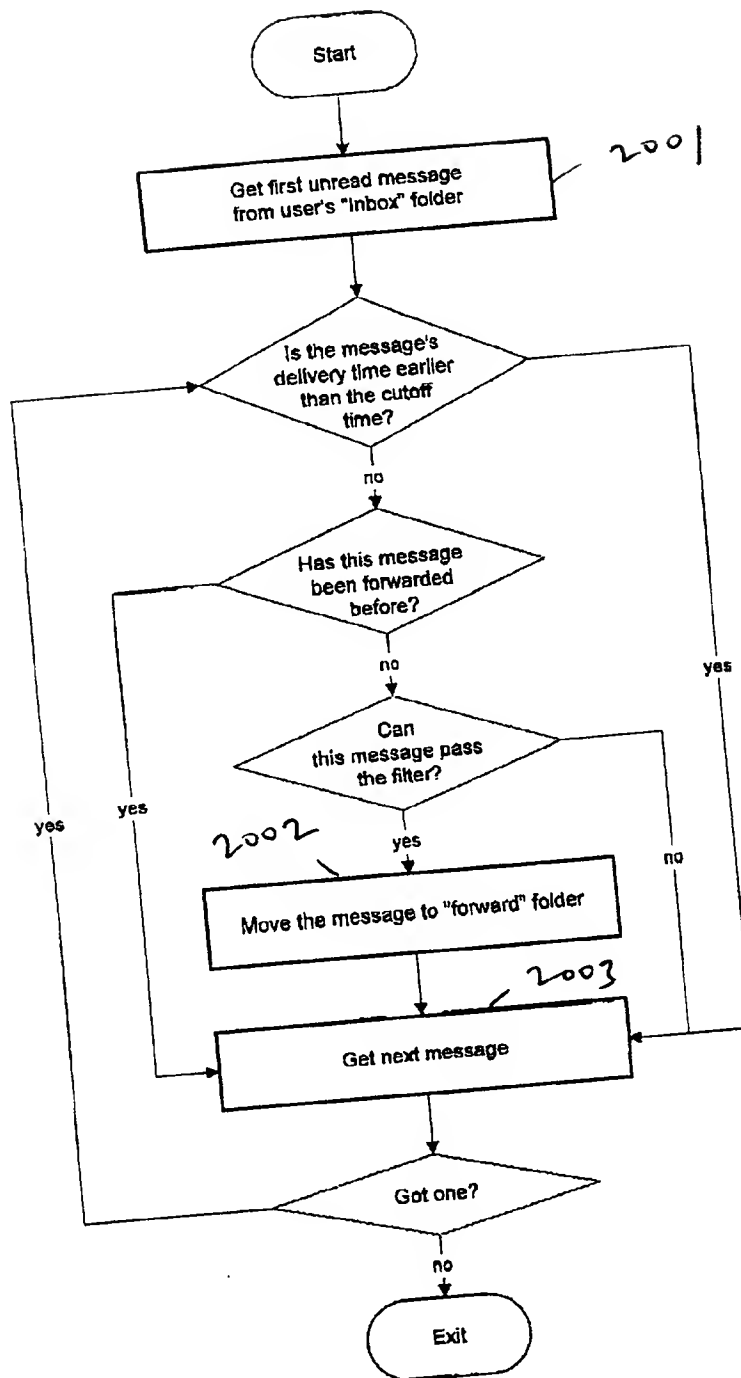 Start
2001
Get first unread message
from user's "Inbox" folder
Is the message's
delivery time earlier
than the cutoff
time?
no
Has this message
been forwarded
before?
no
yes
Can
this message pass
the filter?
yes
yes
2002
yes
no
Move the message to "forward" folder
2003
Get next message
Got one?
no
Exit